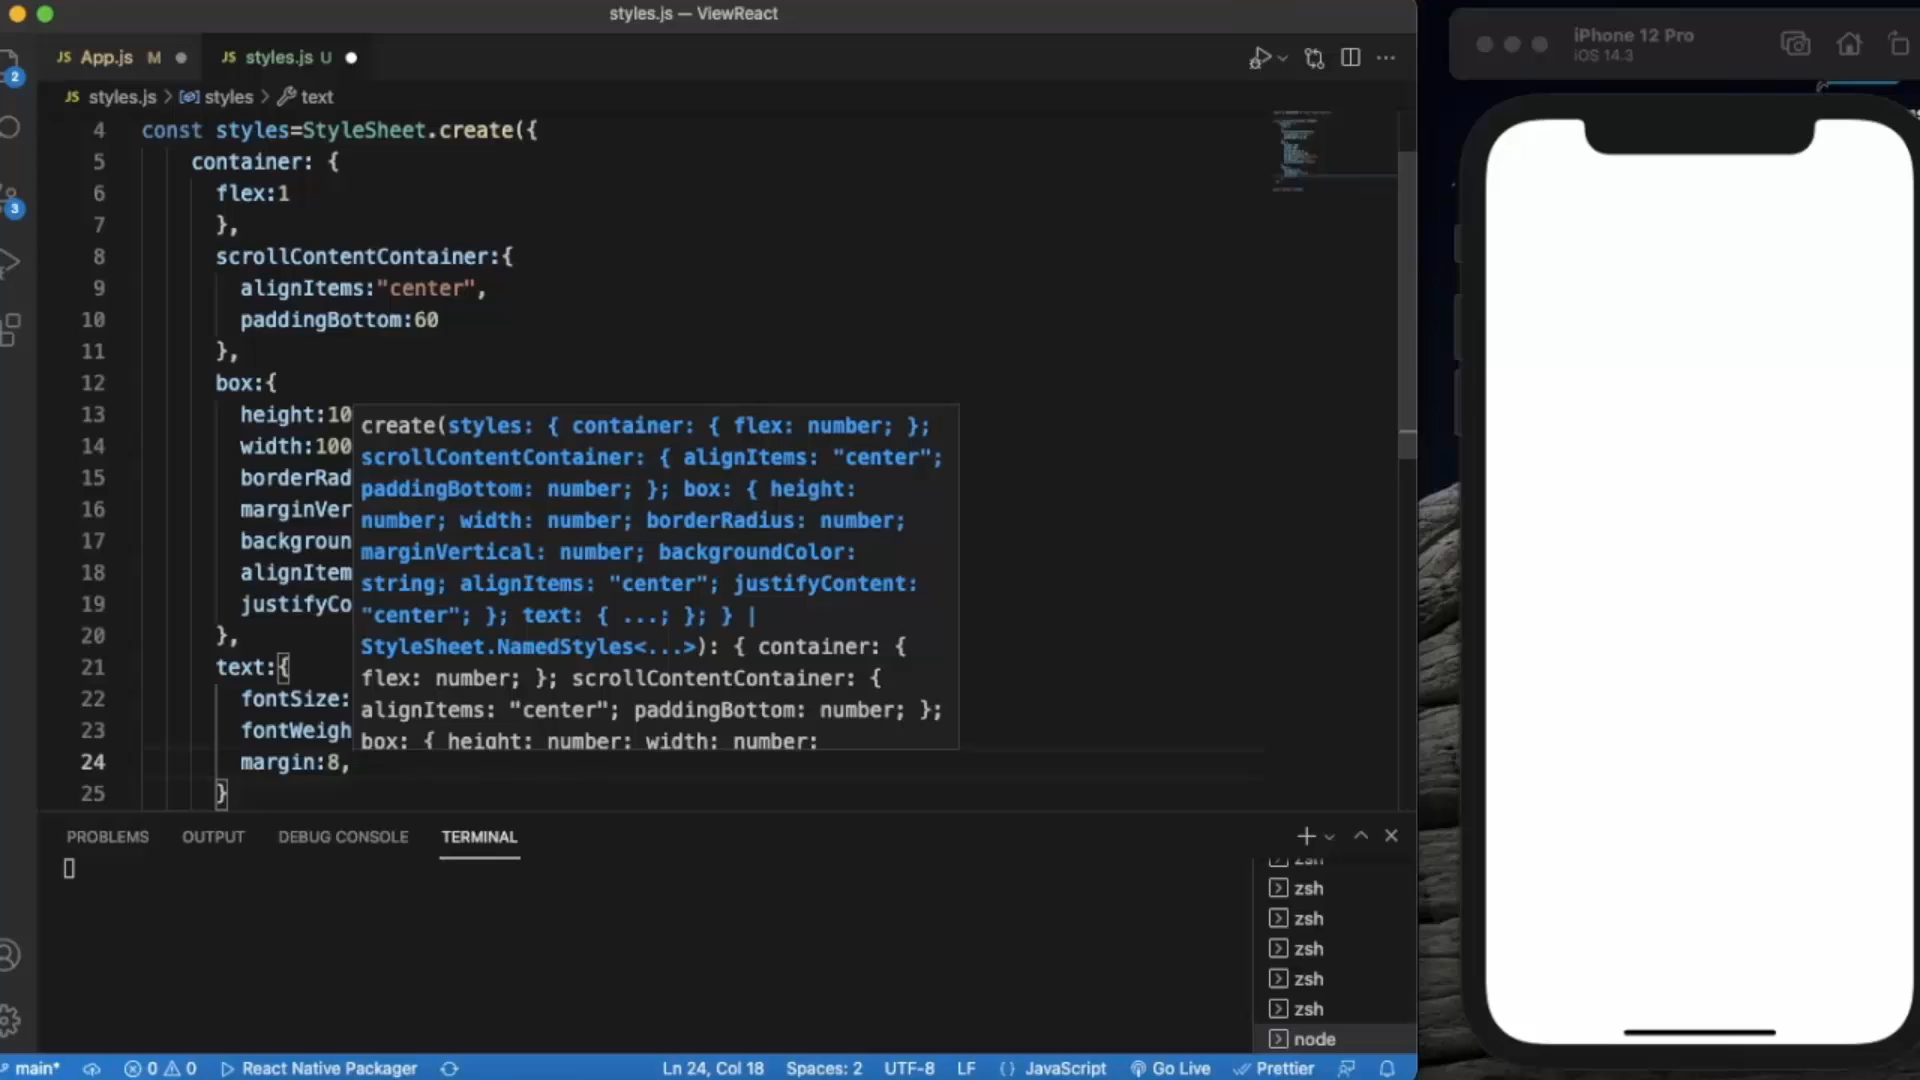 styles.js — ViewReact
JS App.js M
JS styles.js U
JS styles.js > styles > text
4 const styles=StyleSheet.create({
5 container: {
6 flex:1
7 },
8 scrollContentContainer:{
9 alignItems:"center",
10 paddingBottom:60
11 },
12 box:{
13 height:10
14 width:100
15 borderRad
16 marginVer
17 backgroun
18 alignItem
19 justifyCo
20 },
21 text:{
22 fontSize:
23 fontWeigh
24 margin:8,
25 }
create(styles: { container: { flex: number; };
scrollContentContainer: { alignItems: "center";
paddingBottom: number; }; box: { height:
number; width: number; borderRadius: number;
marginVertical: number; backgroundColor:
string; alignItems: "center"; justifyContent:
"center"; }; text: { ...; }; } |
StyleSheet.NamedStyles<...>): { container: {
flex: number; }; scrollContentContainer: {
alignItems: "center"; paddingBottom: number; };
box: { height: number; width: number;
2
3
PROBLEMS OUTPUT DEBUG CONSOLE TERMINAL
zsh
zsh
zsh
zsh
zsh
zsh
node
main* 0 0 React Native Packager Ln 24, Col 18 Spaces: 2 UTF-8 LF {} JavaScript Go Live Prettier
iPhone 12 Pro
iOS 14.3